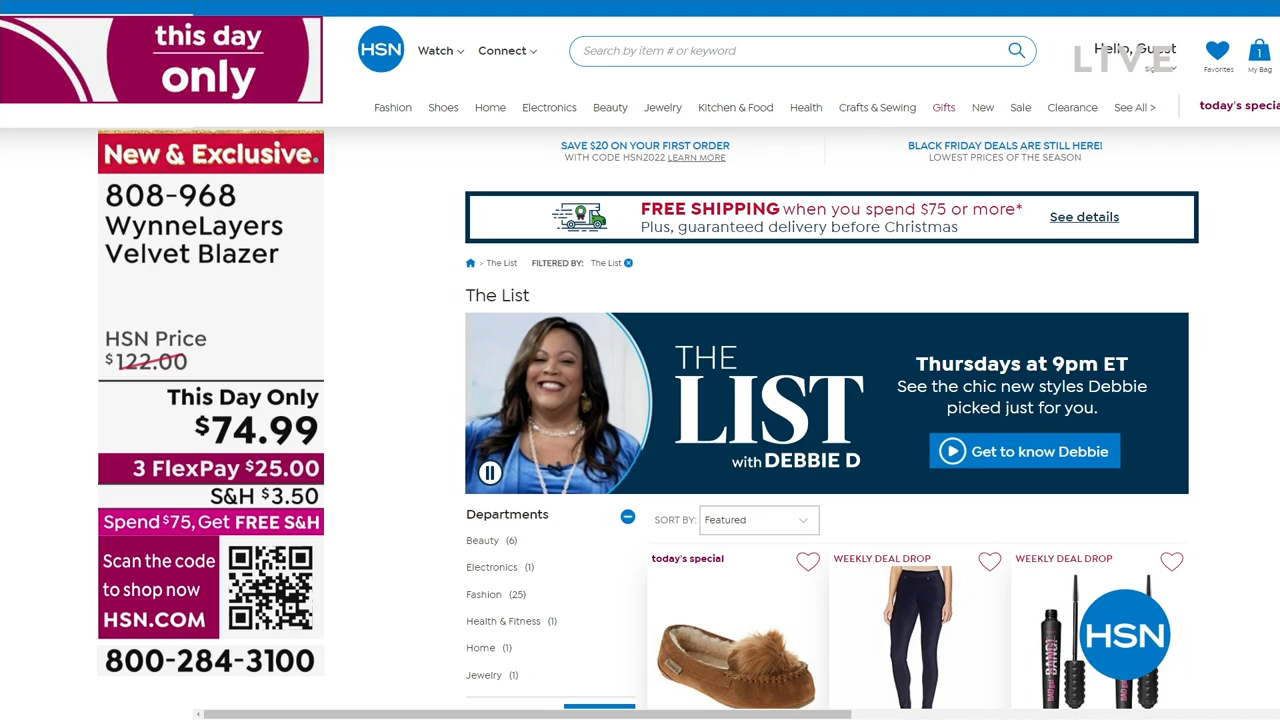 this day
only
New & Exclusive.
808-968
WynneLayers
Velvet Blazer
HSN Price
$122.00
This Day Only
$74.99
3 FlexPay $25.00
S&H $3.50
Spend $75, Get FREE S&H
Scan the code
to shop now
HSN.COM
800-284-3100
HSN
Watch
Connect
Search by item # or keyword
Hello, Guest
LIVE
Favorites
1
My Bag
Fashion Shoes Home Electronics Beauty Jewelry Kitchen & Food Health Crafts & Sewing Gifts New Sale Clearance See All >
today's specia
SAVE $20 ON YOUR FIRST ORDER
WITH CODE HSN2022 LEARN MORE
BLACK FRIDAY DEALS ARE STILL HERE!
LOWEST PRICES OF THE SEASON
FREE SHIPPING when you spend $75 or more*
Plus, guaranteed delivery before Christmas
See details
> The List FILTERED BY: The List
The List
THE
LIST
with DEBBIE D
Thursdays at 9pm ET
See the chic new styles Debbie
picked just for you.
Get to know Debbie
Departments
Beauty (6)
Electronics (1)
Fashion (25)
Health & Fitness (1)
Home (1)
Jewelry (1)
SORT BY: Featured
today's special
WEEKLY DEAL DROP
WEEKLY DEAL DROP
BANG!
BAD gal
BAD gal
HSN